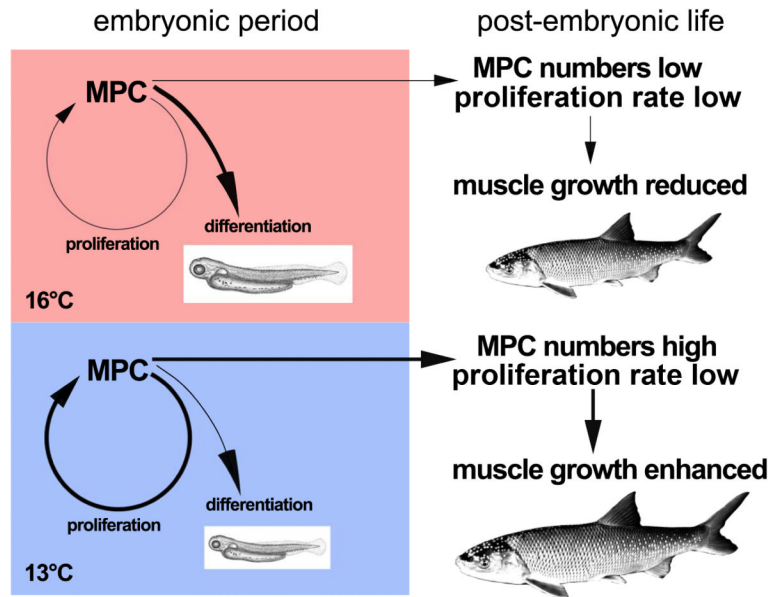 embryonic period
post-embryonic life
MPC
MPC numbers low
proliferation rate low
differentiation
muscle growth reduced
proliferation
16°C
MPC
MPC numbers high
proliferation rate low
differentiation
muscle growth enhanced
proliferation
13°C